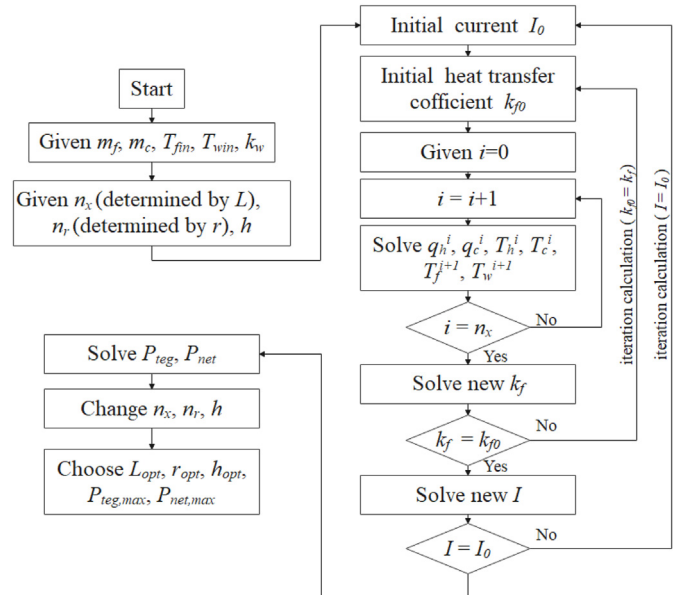 Start
Given m_f, m_c, T_fin, T_win, k_w
Given n_x (determined by L),
n_r (determined by r), h
Initial current I_0
Initial heat transfer
cofficient k_f0
Given i=0
i = i+1
Solve q_h^i, q_c^i, T_h^i, T_c^i,
T_f^i+1, T_w^i+1
i = n_x
No
Yes
Solve new k_f
k_f = k_f0
No
Yes
Solve new I
I = I_0
No
iteration calculation ( k_f0 = k_f )
iteration calculation ( I = I_0 )
Solve P_teg, P_net
Change n_x, n_r, h
Choose L_opt, r_opt, h_opt,
P_teg,max, P_net,max